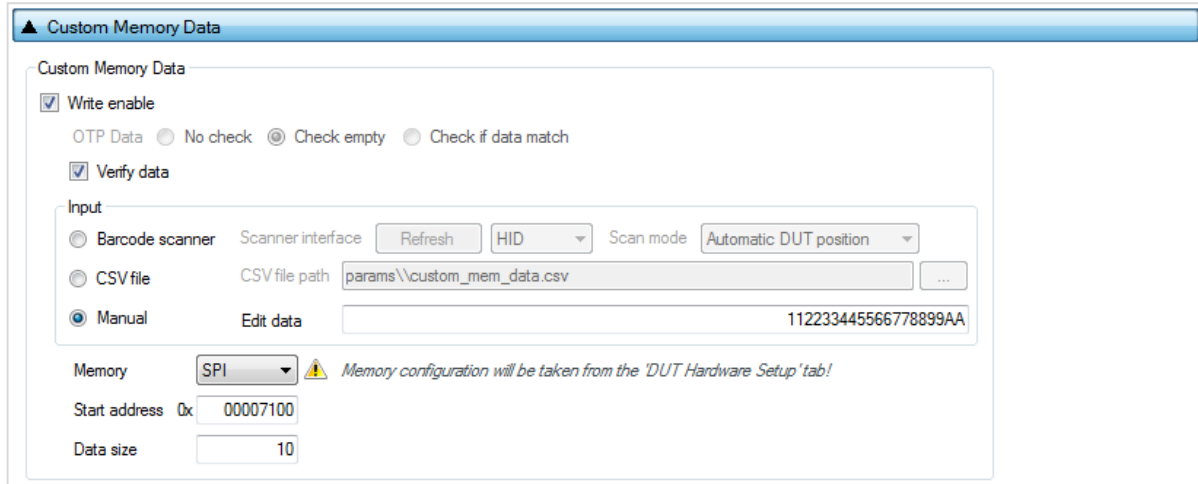 Custom Memory Data
Custom Memory Data
Write enable
OTP Data No check Check empty Check if data match
Verify data
Input
Barcode scanner Scanner interface Refresh HID Scan mode Automatic DUT position
CSV file CSV file path params\\custom_mem_data.csv ...
Manual Edit data 112233445566778899AA
Memory SPI Memory configuration will be taken from the 'DUT Hardware Setup' tab!
Start address 0x 00007100
Data size 10